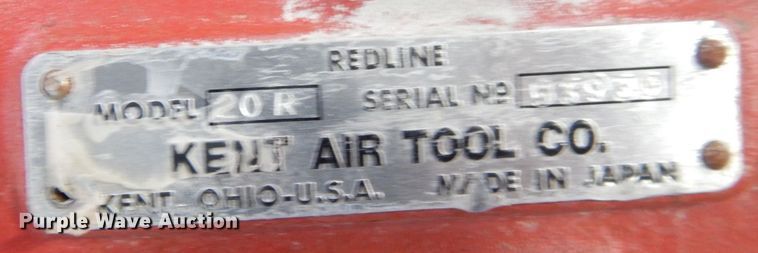 REDLINE
MODEL 20R SERIAL Nº
KENT AIR TOOL CO.
KENT, OHIO-U.S.A. MADE IN JAPAN
Purple Wave Auction